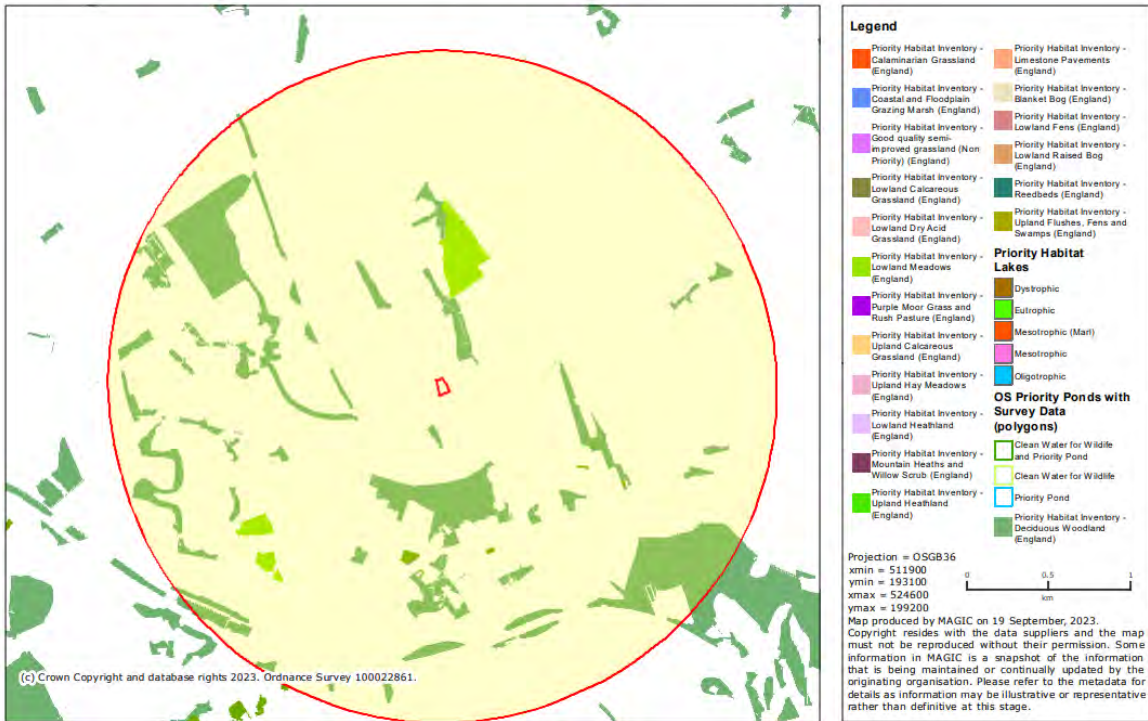 Legend
Priority Habitat Inventory -
Calaminarian Grassland
(England)
Priority Habitat Inventory -
Coastal and Floodplain
Grazing Marsh (England)
Priority Habitat Inventory -
Good quality semi-
improved grassland (Non
Priority) (England)
Priority Habitat Inventory -
Lowland Calcareous
Grassland (England)
Priority Habitat Inventory -
Lowland Dry Acid
Grassland (England)
Priority Habitat Inventory -
Lowland Meadows
(England)
Priority Habitat Inventory -
Purple Moor Grass and
Rush Pasture (England)
Priority Habitat Inventory -
Upland Calcareous
Grassland (England)
Priority Habitat Inventory -
Upland Hay Meadows
(England)
Priority Habitat Inventory -
Lowland Heathland
(England)
Priority Habitat Inventory -
Mountain Heaths and
Willow Scrub (England)
Priority Habitat Inventory -
Upland Heathland
(England)
Priority Habitat Inventory -
Limestone Pavements
(England)
Priority Habitat Inventory -
Blanket Bog (England)
Priority Habitat Inventory -
Lowland Fens (England)
Priority Habitat Inventory -
Lowland Raised Bog
(England)
Priority Habitat Inventory -
Reedbeds (England)
Priority Habitat Inventory -
Upland Flushes, Fens and
Swamps (England)
Priority Habitat
Lakes
Dystrophic
Eutrophic
Mesotrophic (Marl)
Mesotrophic
Oligotrophic
OS Priority Ponds with
Survey Data
(polygons)
Clean Water for Wildlife
and Priority Pond
Clean Water for Wildlife
Priority Pond
Priority Habitat Inventory -
Deciduous Woodland
(England)
Projection = OSGB36
xmin = 511900
ymin = 193100
xmax = 524600
ymax = 199200
0 0.5 1
km
Map produced by MAGIC on 19 September, 2023.
Copyright resides with the data suppliers and the map
must not be reproduced without their permission. Some
information in MAGIC is a snapshot of the information
that is being maintained or continually updated by the
originating organisation. Please refer to the metadata for
details as information may be illustrative or representative
rather than definitive at this stage.
(c) Crown Copyright and database rights 2023. Ordnance Survey 100022861.